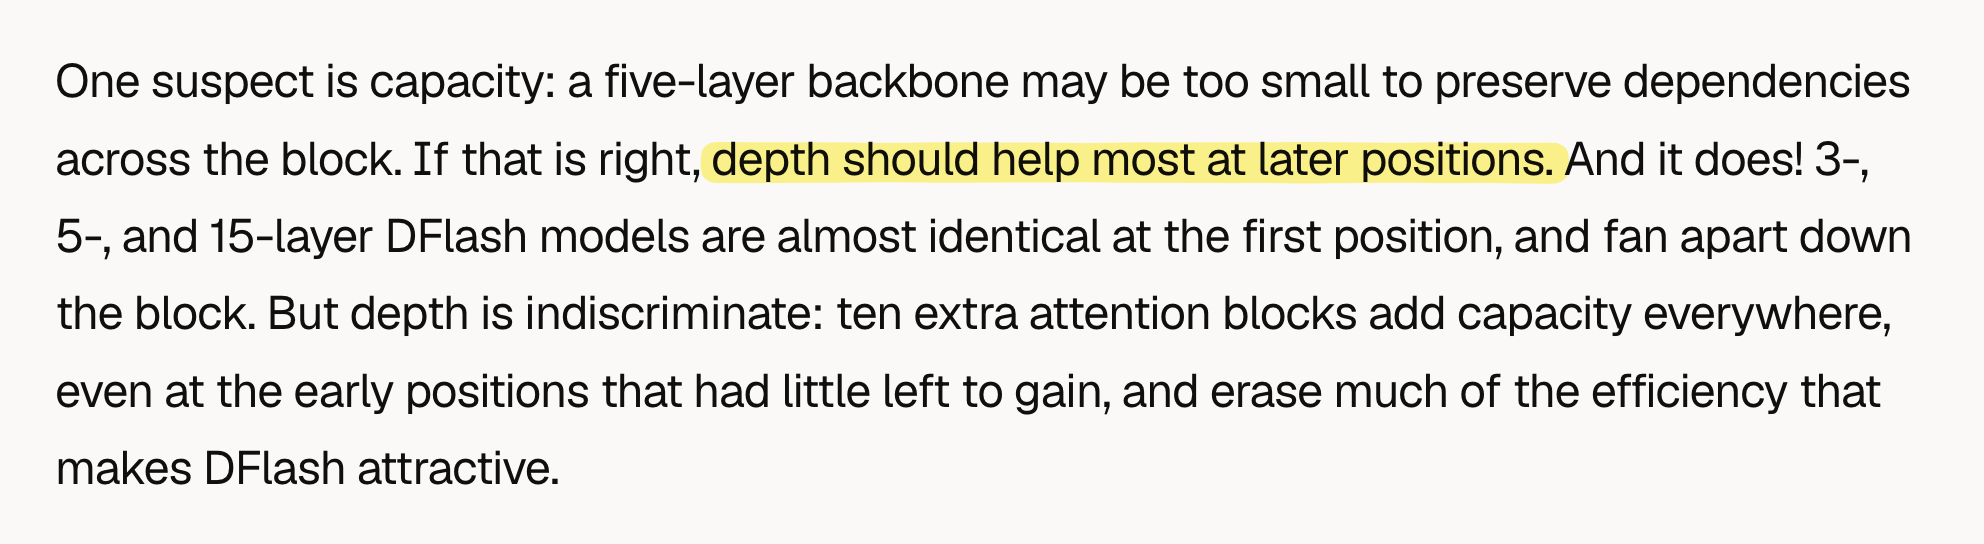 One suspect is capacity: a five-layer backbone may be too small to preserve dependencies
across the block. If that is right, depth should help most at later positions. And it does! 3-,
5-, and 15-layer DFlash models are almost identical at the first position, and fan apart down
the block. But depth is indiscriminate: ten extra attention blocks add capacity everywhere,
even at the early positions that had little left to gain, and erase much of the efficiency that
makes DFlash attractive.